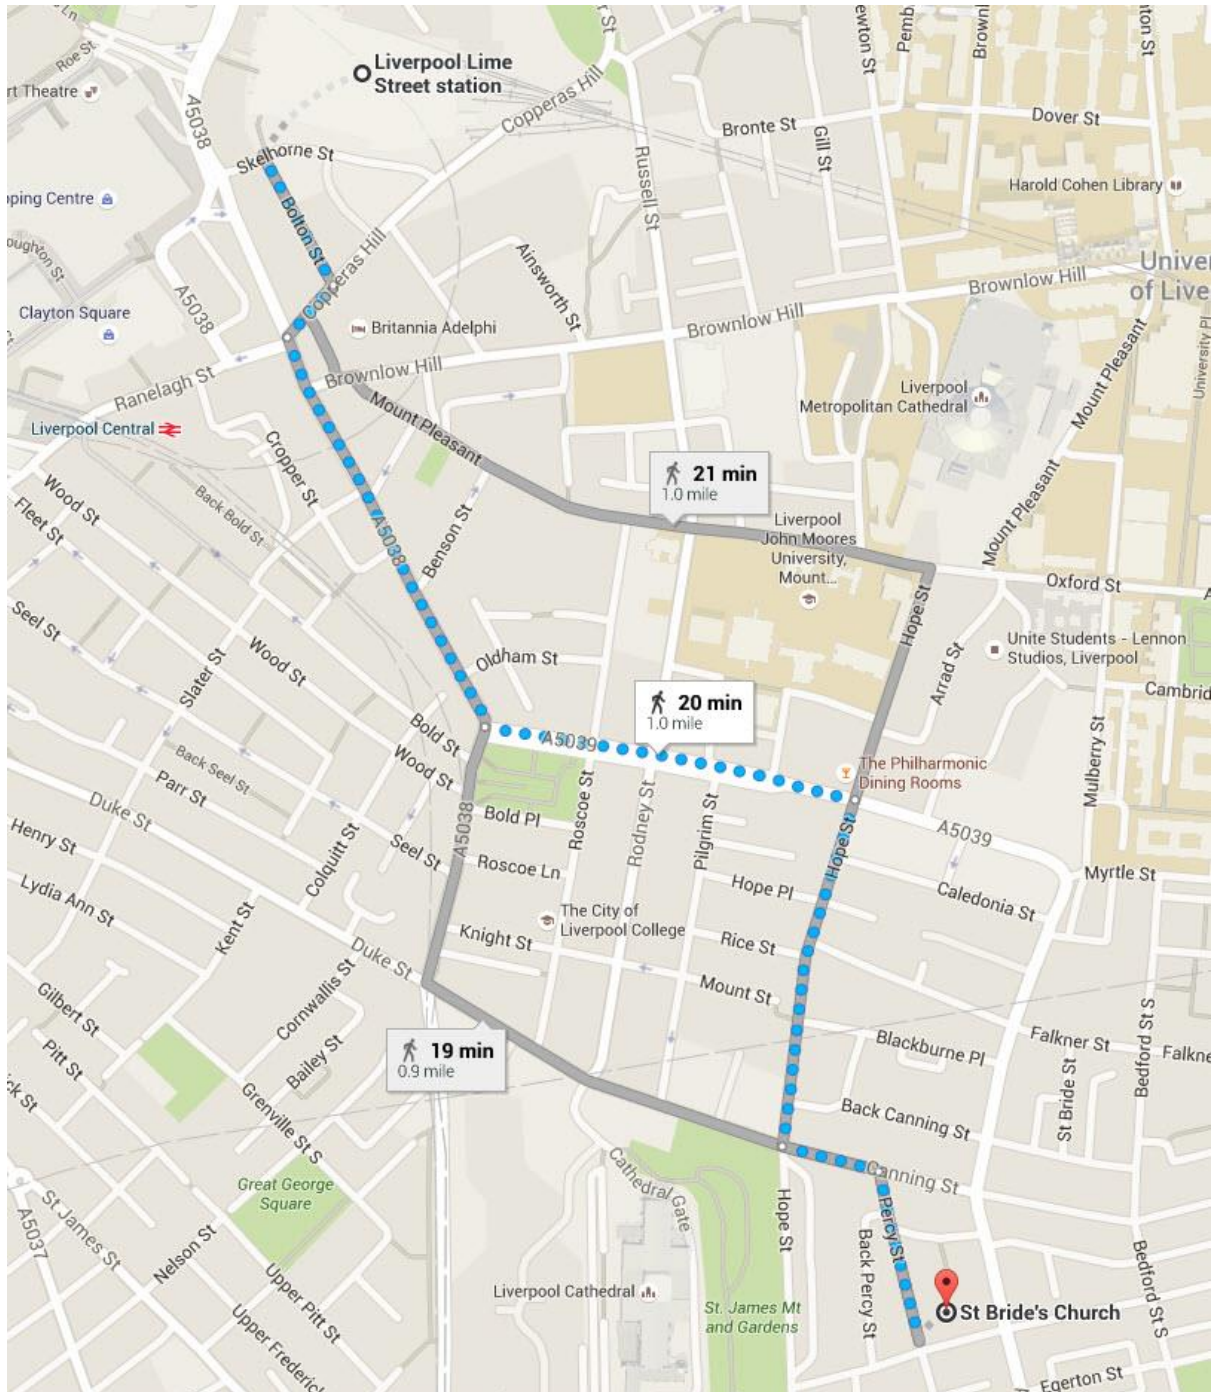 Roe St
rt Theatre
A5038
Liverpool Lime
Street station
Copperas Hill
Russell St
Bronte St
Gill St
Dover St
Harold Cohen Library
Skelhorne St
Bolton St
pping Centre
oughton St
A5038
Clayton Square
Copperas Hill
Ainsworth St
Britannia Adelphi
Brownlow Hill
Brownlow Hill
Brownlow Hill
Univer
of Live
University Pl
Ranelagh St
Liverpool Central
Mount Pleasant
Liverpool
Metropolitan Cathedral
Mount Pleasant
Mount Pleasant
Cropper St
Back Bold St
Wood St
Fleet St
A5038
Benson St
21 min
1.0 mile
Liverpool
John Moores
University,
Mount...
Oxford St
Hope St
Arrad St
Unite Students - Lennon
Studios, Liverpool
Cambrid
Seel St
Slater St
Wood St
Oldham St
20 min
1.0 mile
Bold St
Wood St
A5039
The Philharmonic
Dining Rooms
Mulberry St
A5039
Back Seel St
Parr St
Duke St
Henry St
Lydia Ann St
Kent St
Colquitt St
Seel St
A5038
Bold Pl
Roscoe St
Roscoe Ln
Rodney St
Pilgrim St
Hope St
Hope Pl
Caledonia St
Myrtle St
The City of
Liverpool College
Knight St
Rice St
Mount St
Duke St
Cornwallis St
Bailey St
Gilbert St
Pitt St
ick St
Grenville St S
19 min
0.9 mile
Blackburne Pl
Falkner St
Falkne
St Bride St
Bedford St S
Back Canning St
Canning St
Cathedral Gate
Great George
Square
A5037
St James St
Nelson St
Upper Pitt St
Upper Frederic
Liverpool Cathedral
St. James Mt
and Gardens
Hope St
Back Percy St
Percy St
St Bride's Church
Bedford St S
Egerton St